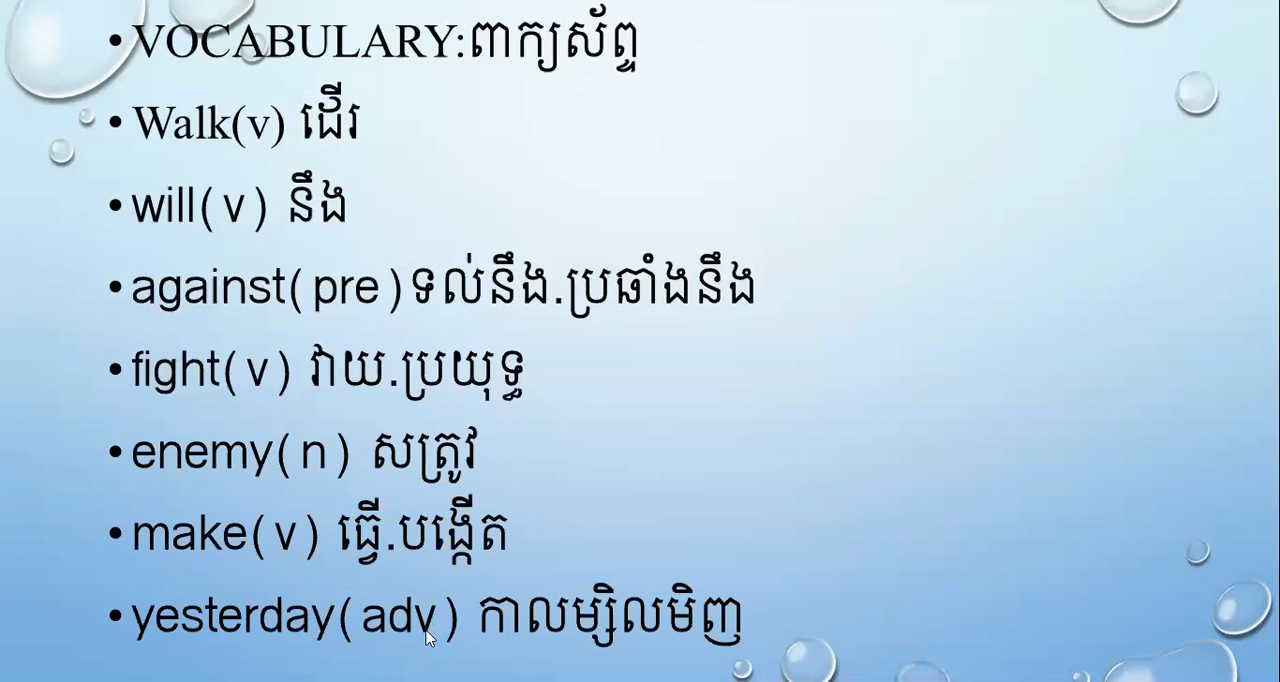 • VOCABULARY:ពាក្យស័ព្ទ
• Walk(v) ដើរ
• will(v) នឹង
• against(pre)ទល់នឹង.ប្រឆាំងនឹង
• fight(v) វាយ.ប្រយុទ្ធ
• enemy(n) សត្រូវ
• make(v) ធ្វើ.បង្កើត
• yesterday(adv) កាលម្សិលមិញ